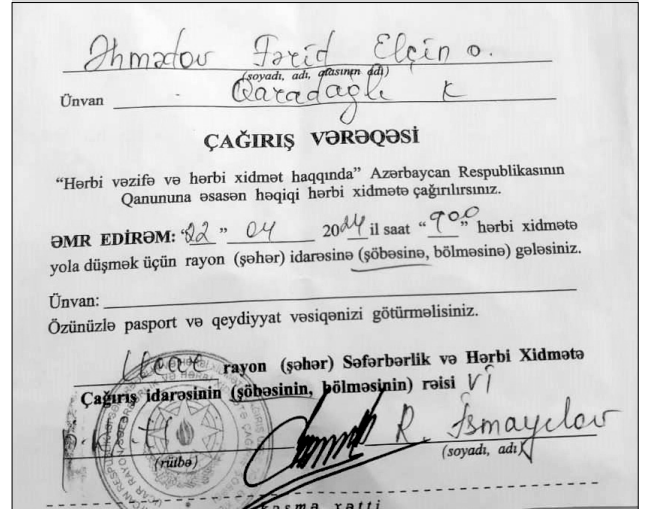 Əhmədov Fərid Elçin o.
(soyadı, adı, atasının adı)
Ünvan Qaradağlı k
ÇAĞIRIŞ VƏRƏQƏSİ
“Hərbi vəzifə və hərbi xidmət haqqında” Azərbaycan Respublikasının
Qanununa əsasən həqiqi hərbi xidmətə çağırılırsınız.
ƏMR EDİRƏM: “22” 04 2024 il saat “900” hərbi xidmətə
yola düşmək üçün rayon (şəhər) idarəsinə (şöbəsinə, bölməsinə) gələsiniz.
Ünvan:
Özünüzlə pasport və qeydiyyat vəsiqənizi götürməlisiniz.
Ucar rayon (şəhər) Səfərbərlik və Hərbi Xidmətə
Çağırış idarəsinin (şöbəsinin, bölməsinin) rəisi
R. İsmayılov
(rütbə) (soyadı, adı)
kəsmə xətti